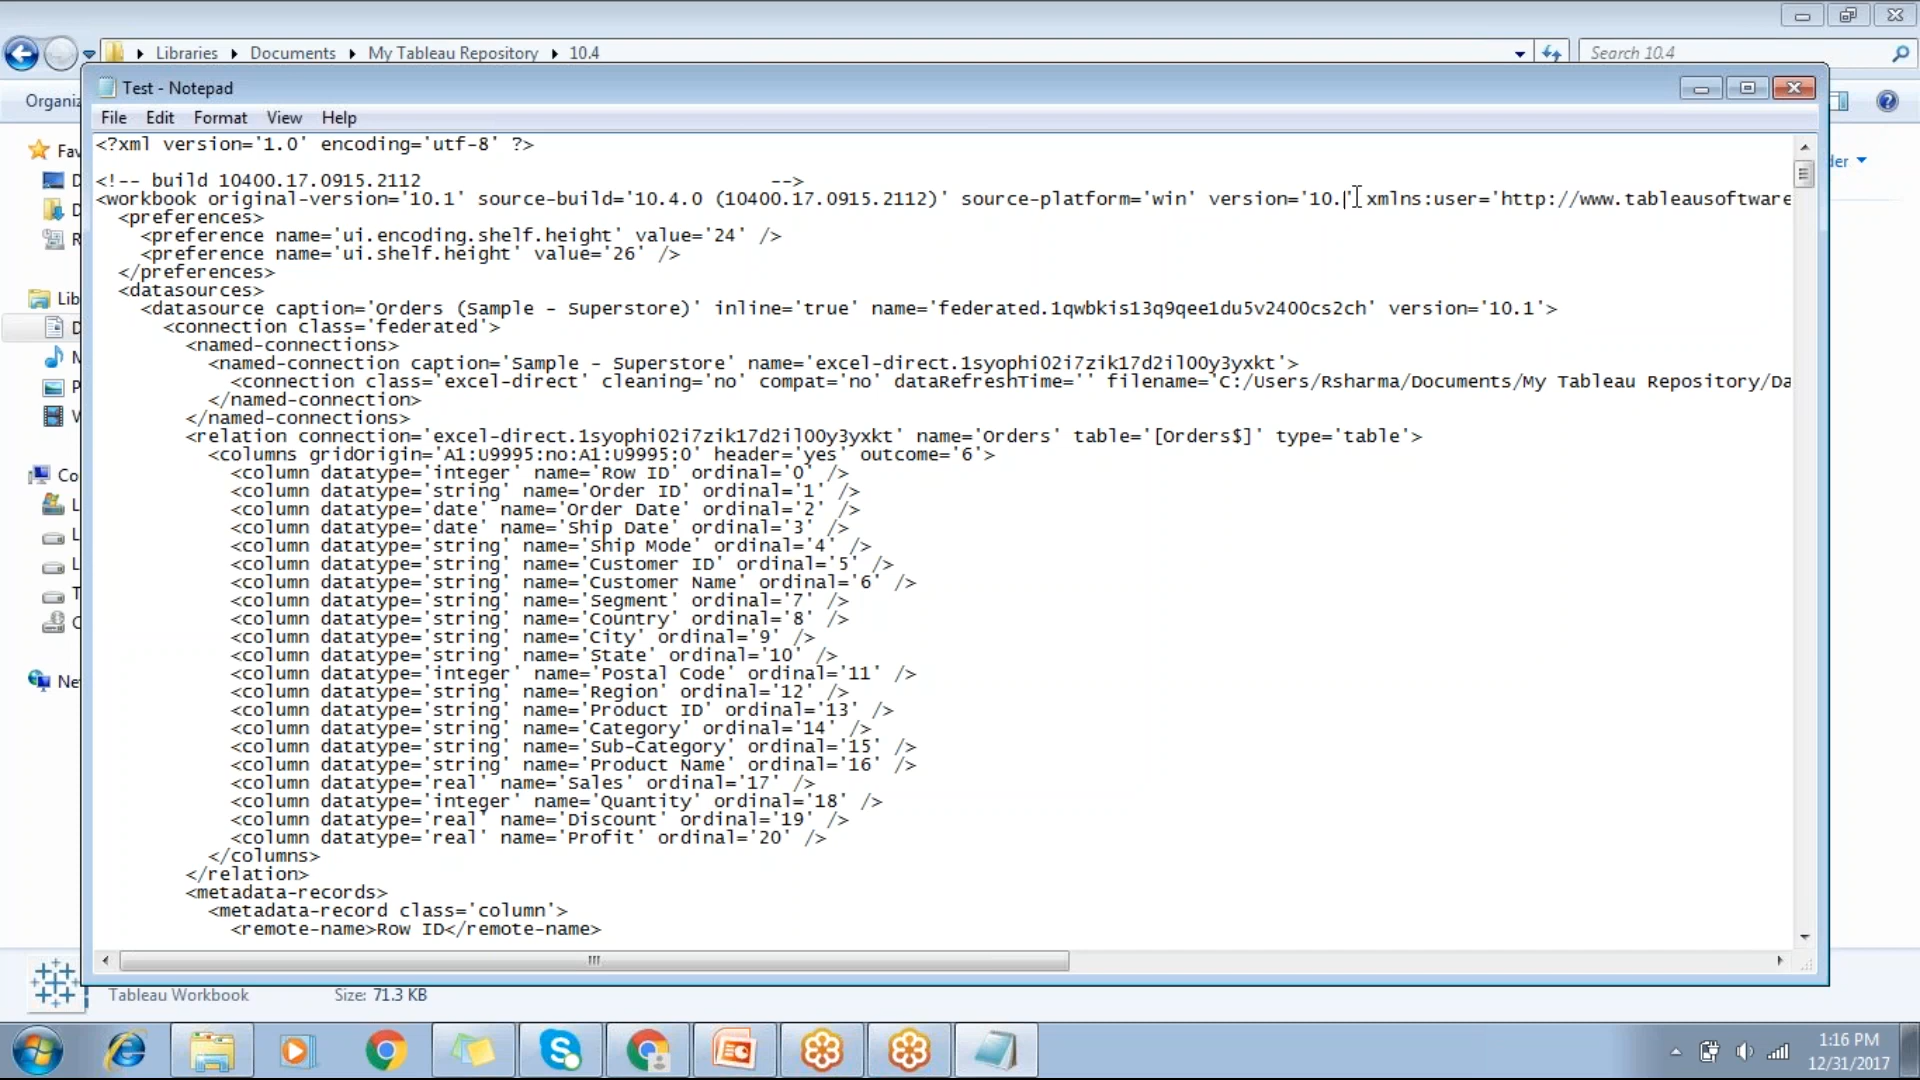 Libraries Documents My Tableau Repository 10.4
Search 10.4
Test - Notepad
Organiz
File Edit Format View Help
<?xml version='1.0' encoding='utf-8' ?>
<!-- build 10400.17.0915.2112 -->
<workbook original-version='10.1' source-build='10.4.0 (10400.17.0915.2112)' source-platform='win' version='10.' xmlns:user='http://www.tableausoftware
<preferences>
<preference name='ui.encoding.shelf.height' value='24' />
<preference name='ui.shelf.height' value='26' />
</preferences>
<datasources>
<datasource caption='Orders (Sample - Superstore)' inline='true' name='federated.1qwbkis13q9qee1du5v2400cs2ch' version='10.1'>
<connection class='federated'>
<named-connections>
<named-connection caption='Sample - Superstore' name='excel-direct.1syophi02i7zik17d2il00y3yxkt'>
<connection class='excel-direct' cleaning='no' compat='no' dataRefreshTime='' filename='C:/Users/Rsharma/Documents/My Tableau Repository/Da
</named-connection>
</named-connections>
<relation connection='excel-direct.1syophi02i7zik17d2il00y3yxkt' name='Orders' table='[Orders$]' type='table'>
<columns gridOrigin='A1:U9995:no:A1:U9995:0' header='yes' outcome='6'>
<column datatype='integer' name='Row ID' ordinal='0' />
<column datatype='string' name='Order ID' ordinal='1' />
<column datatype='date' name='Order Date' ordinal='2' />
<column datatype='date' name='Ship Date' ordinal='3' />
<column datatype='string' name='Ship Mode' ordinal='4' />
<column datatype='string' name='Customer ID' ordinal='5' />
<column datatype='string' name='Customer Name' ordinal='6' />
<column datatype='string' name='Segment' ordinal='7' />
<column datatype='string' name='Country' ordinal='8' />
<column datatype='string' name='City' ordinal='9' />
<column datatype='string' name='State' ordinal='10' />
<column datatype='integer' name='Postal Code' ordinal='11' />
<column datatype='string' name='Region' ordinal='12' />
<column datatype='string' name='Product ID' ordinal='13' />
<column datatype='string' name='Category' ordinal='14' />
<column datatype='string' name='Sub-Category' ordinal='15' />
<column datatype='string' name='Product Name' ordinal='16' />
<column datatype='real' name='Sales' ordinal='17' />
<column datatype='integer' name='Quantity' ordinal='18' />
<column datatype='real' name='Discount' ordinal='19' />
<column datatype='real' name='Profit' ordinal='20' />
</columns>
</relation>
<metadata-records>
<metadata-record class='column'>
<remote-name>Row ID</remote-name>
Fav
Lib
Co
Ne
der
Tableau Workbook Size: 71.3 KB
1:16 PM
12/31/2017